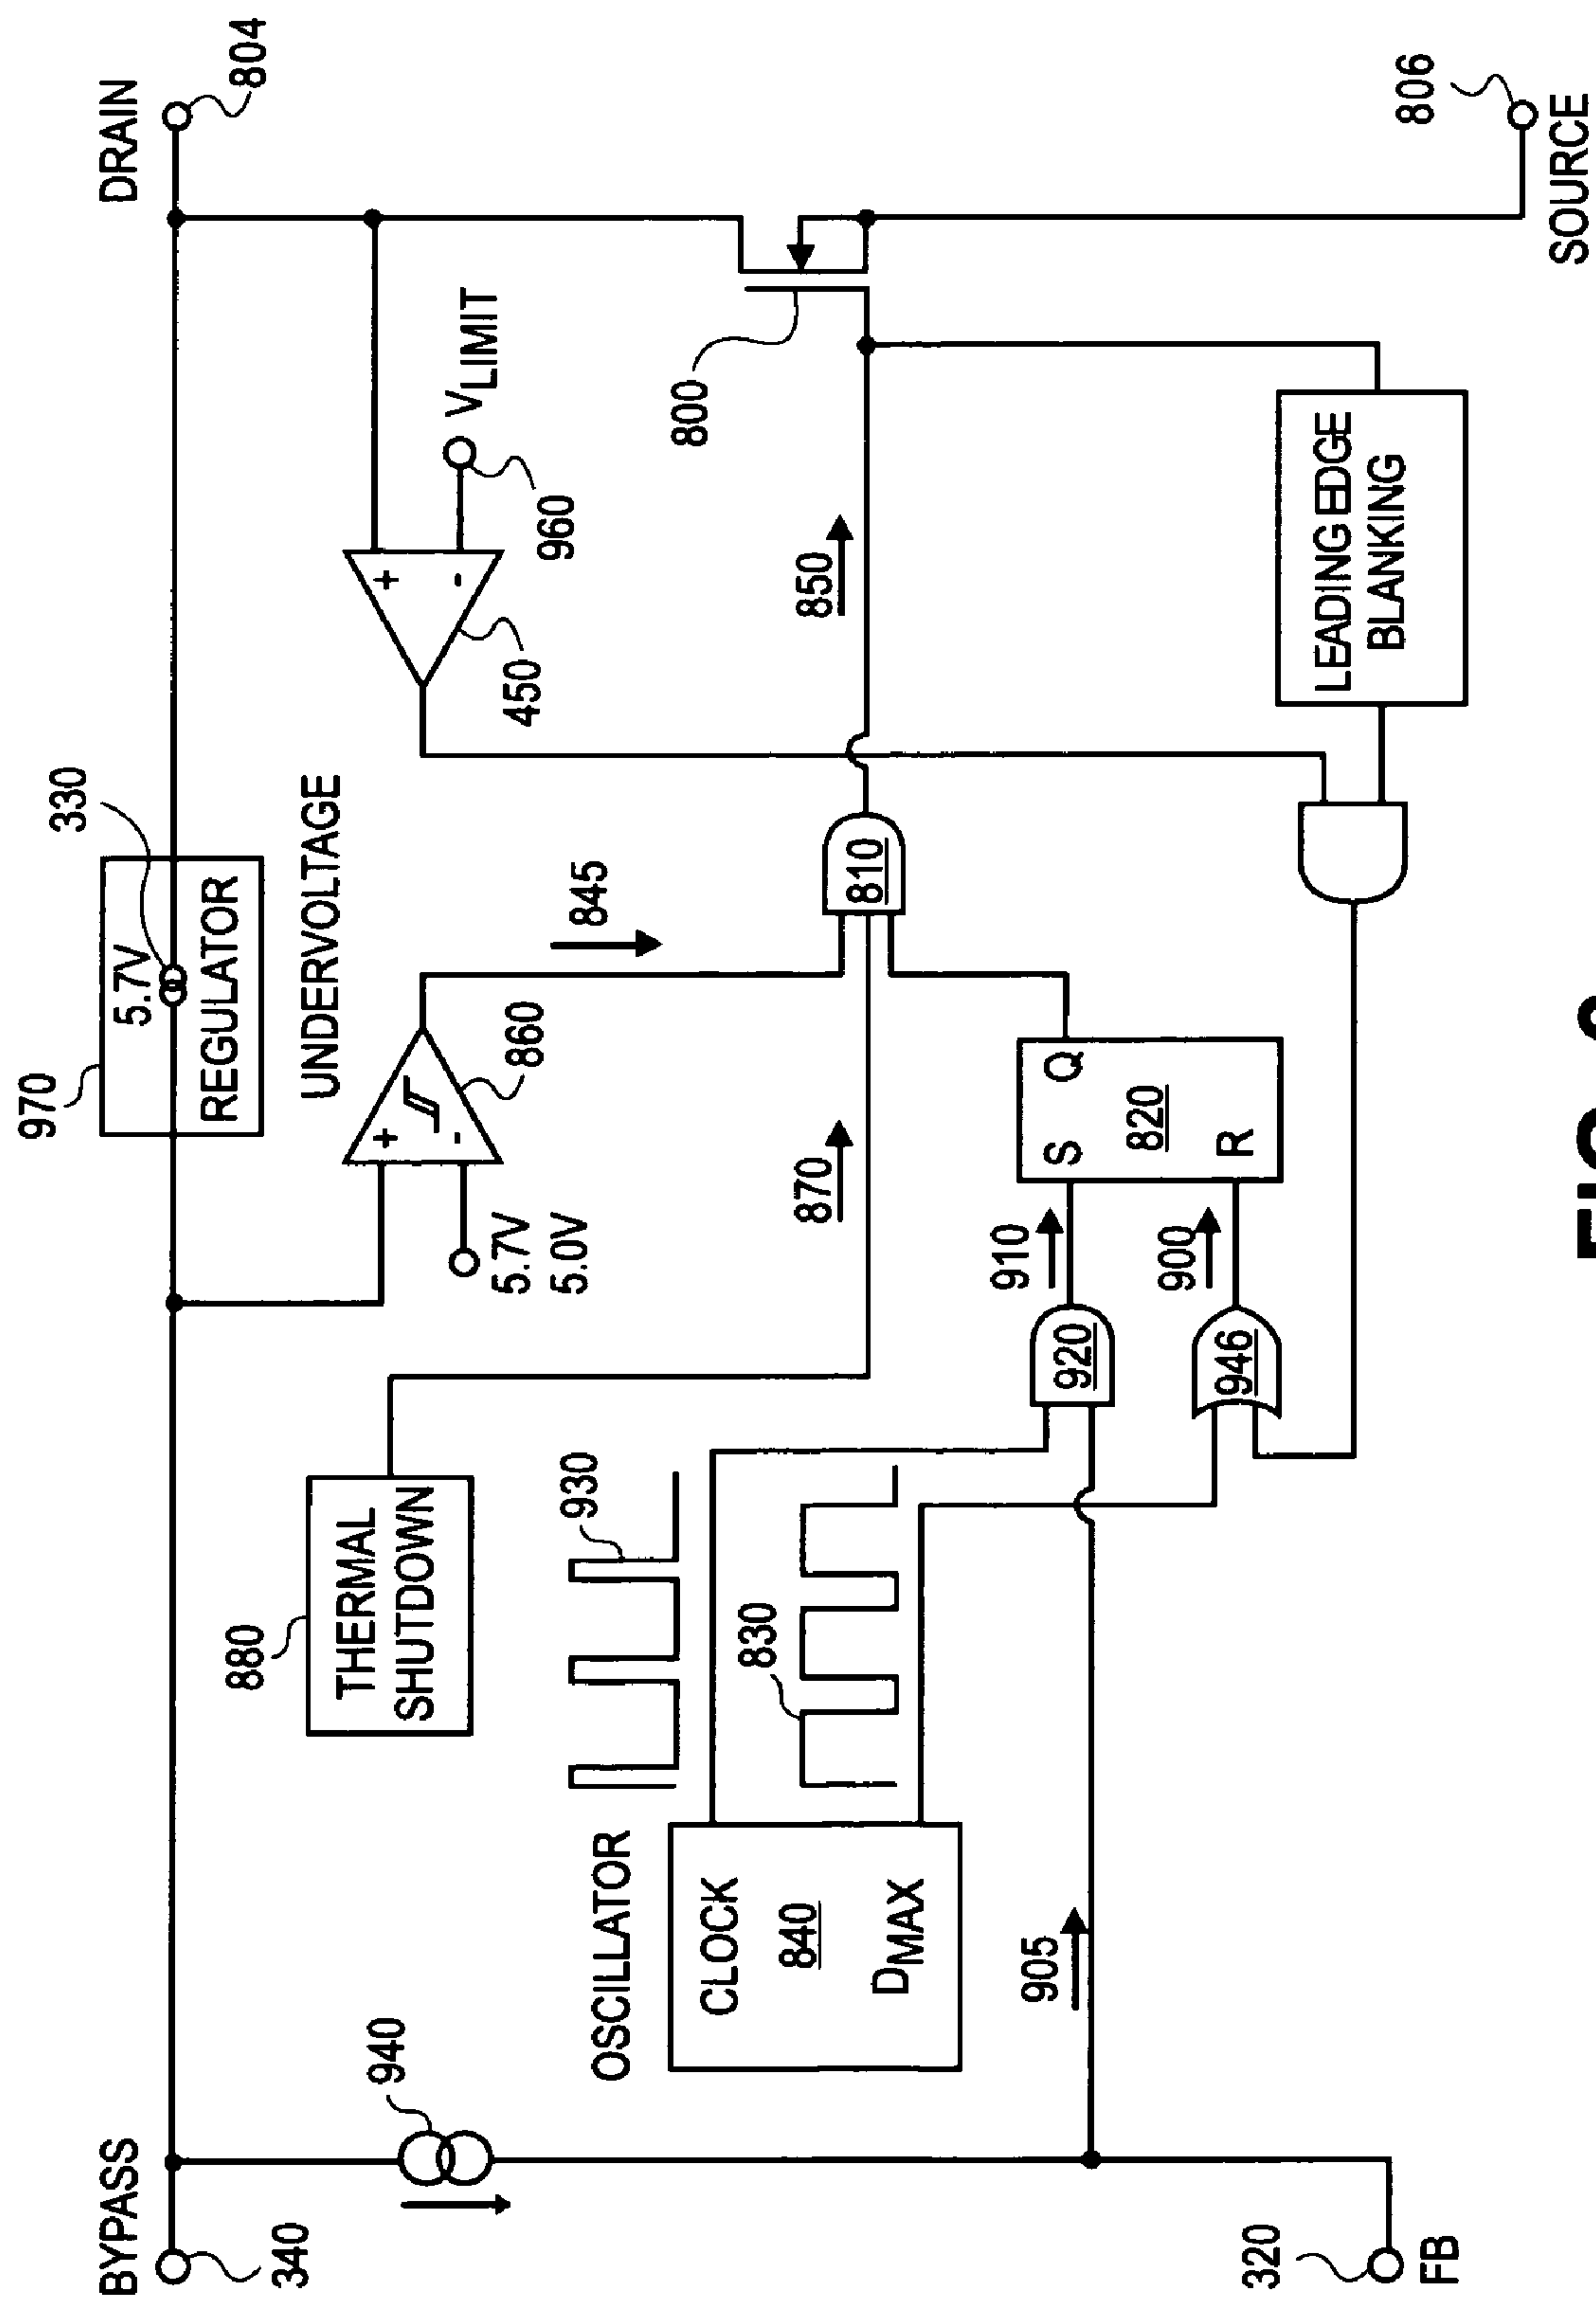 BYPASS
340
940
970
5.7V
330
REGULATOR
DRAIN
804
880
THERMAL
SHUTDOWN
5.7V
5.0V
+
-
860
UNDERVOLTAGE
845
450
+
-
960
VLIMIT
930
OSCILLATOR
CLOCK
840
DMAX
830
870
810
850
800
905
920
910
946
900
S
Q
820
R
LEADING EDGE
BLANKING
320
FB
806
SOURCE